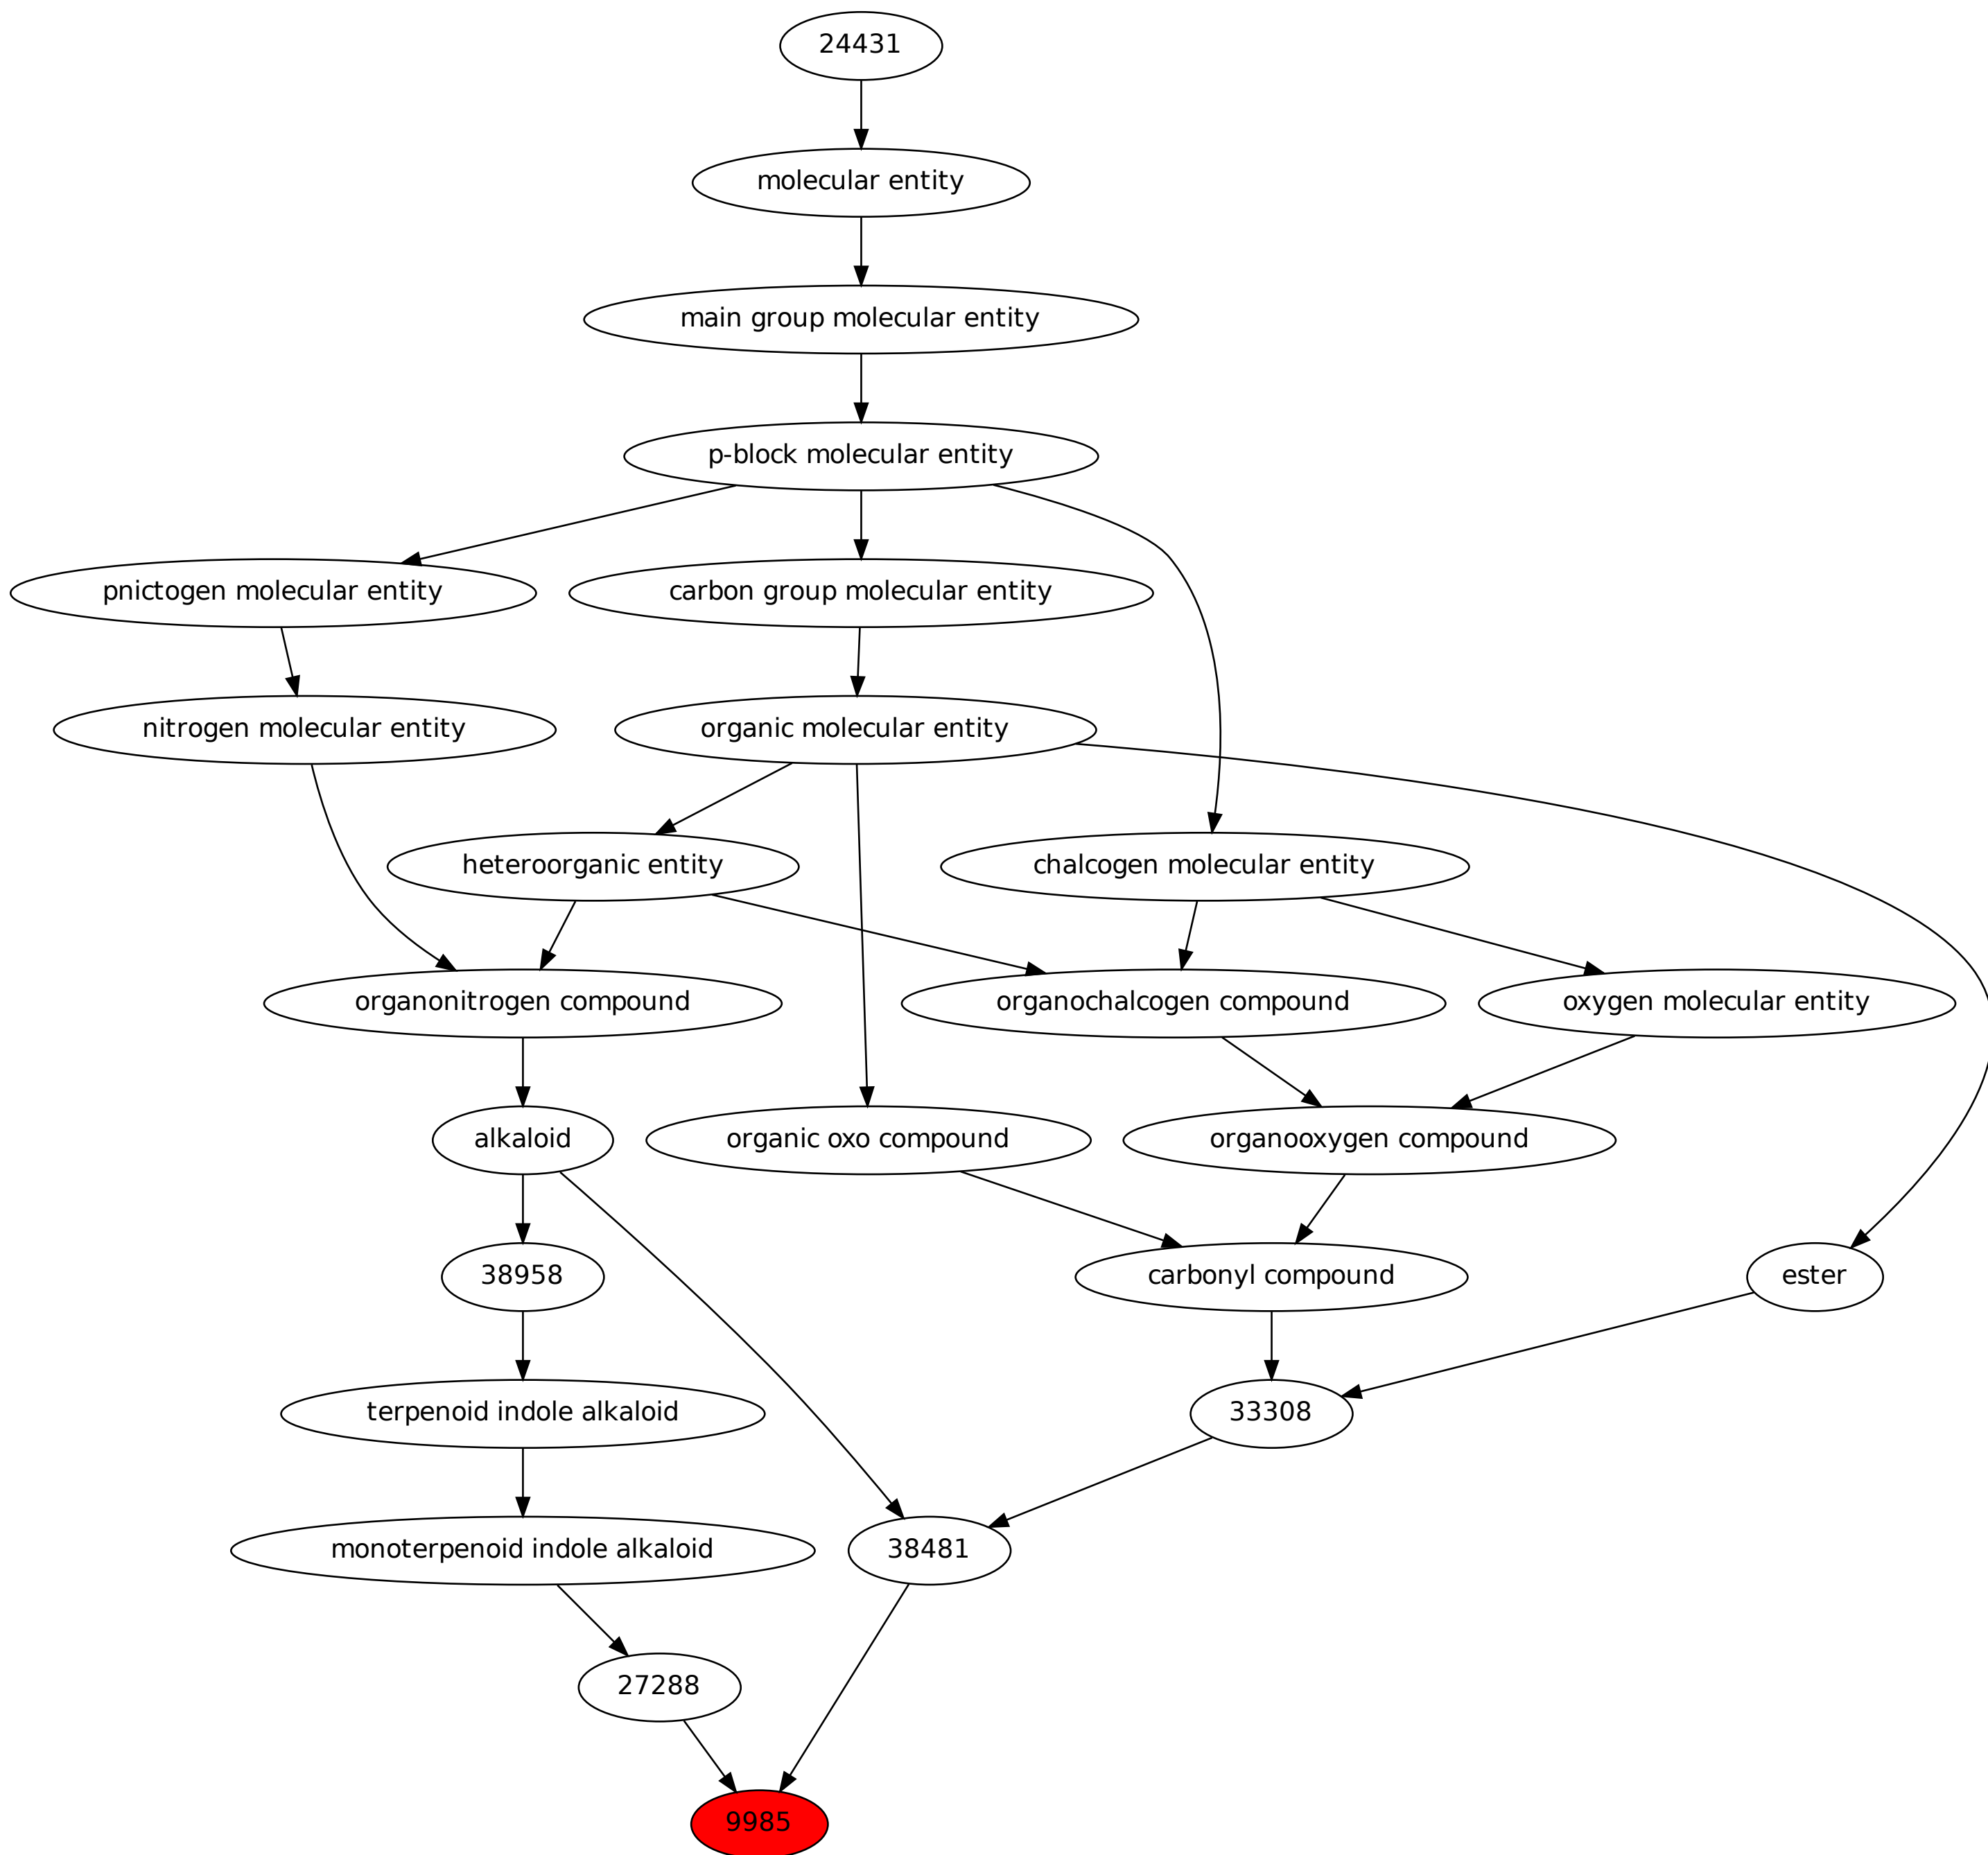 24431
molecular entity
main group molecular entity
p-block molecular entity
pnictogen molecular entity
carbon group molecular entity
nitrogen molecular entity
organic molecular entity
heteroorganic entity
chalcogen molecular entity
organonitrogen compound
organochalcogen compound
oxygen molecular entity
alkaloid
organic oxo compound
organooxygen compound
38958
carbonyl compound
ester
terpenoid indole alkaloid
33308
monoterpenoid indole alkaloid
38481
27288
9985